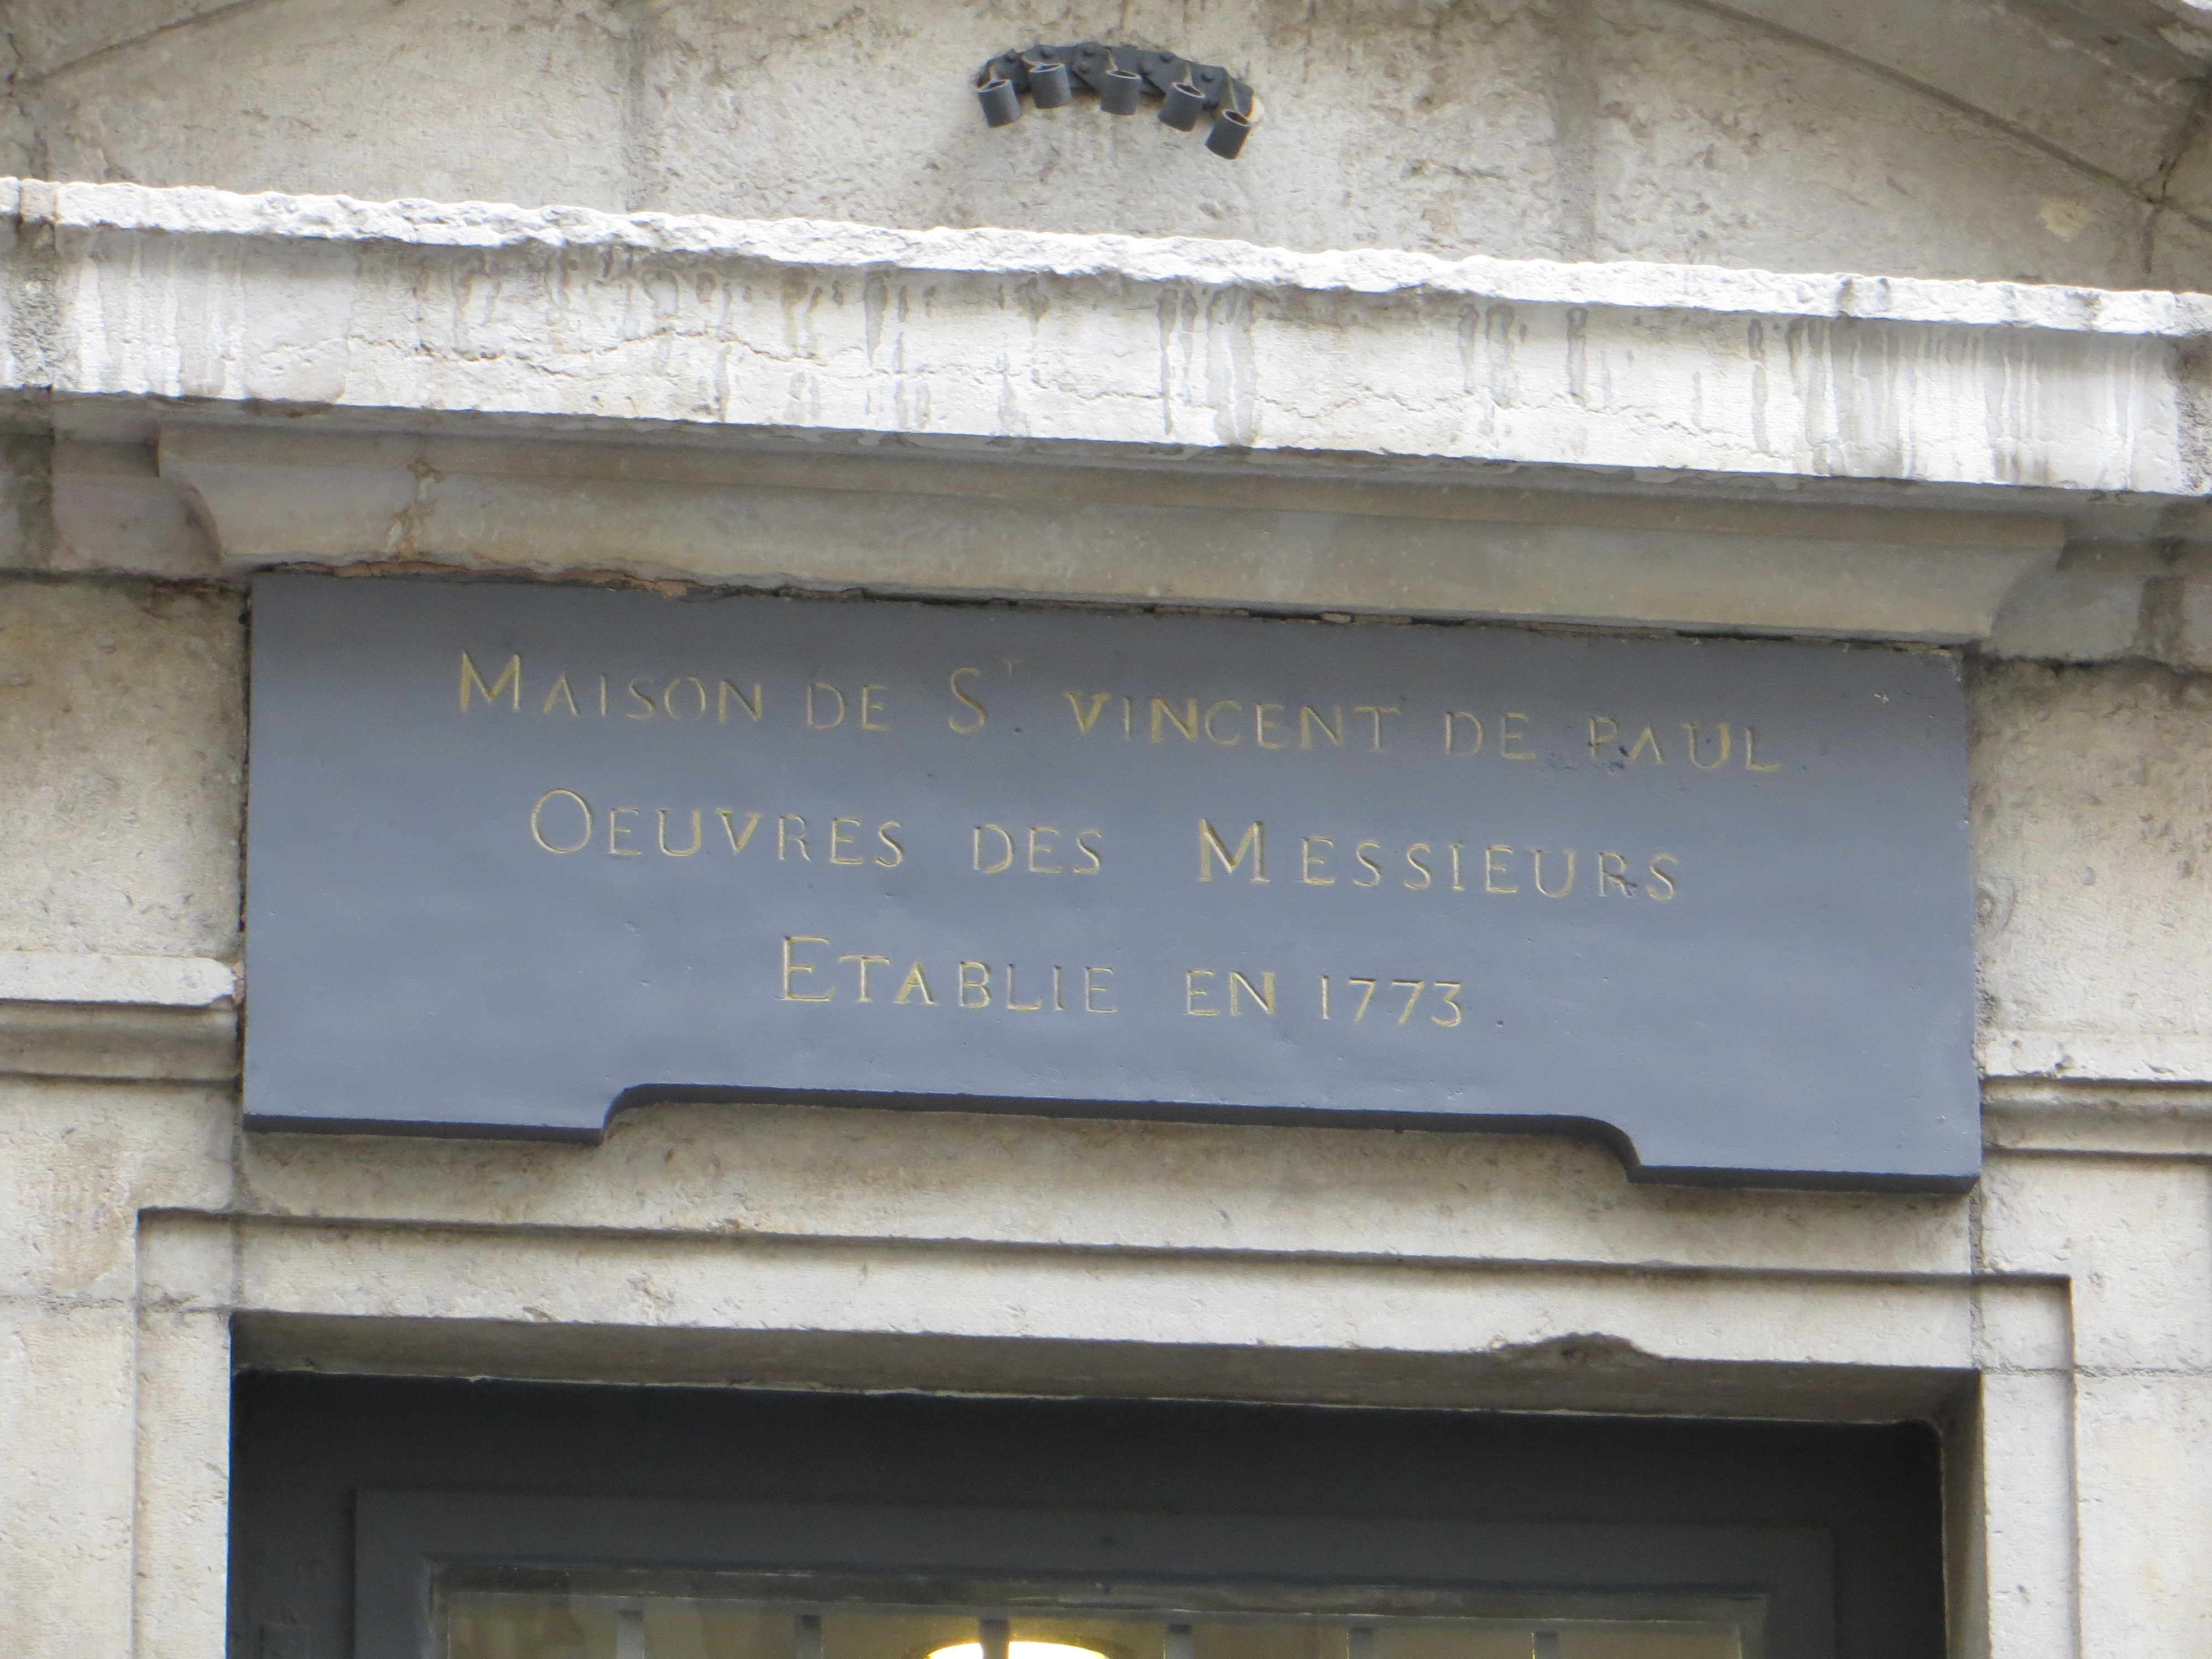 MAISON DE ST. VINCENT DE PAUL.
OEUVRES DES MESSIEURS
ETABLIE EN 1773.